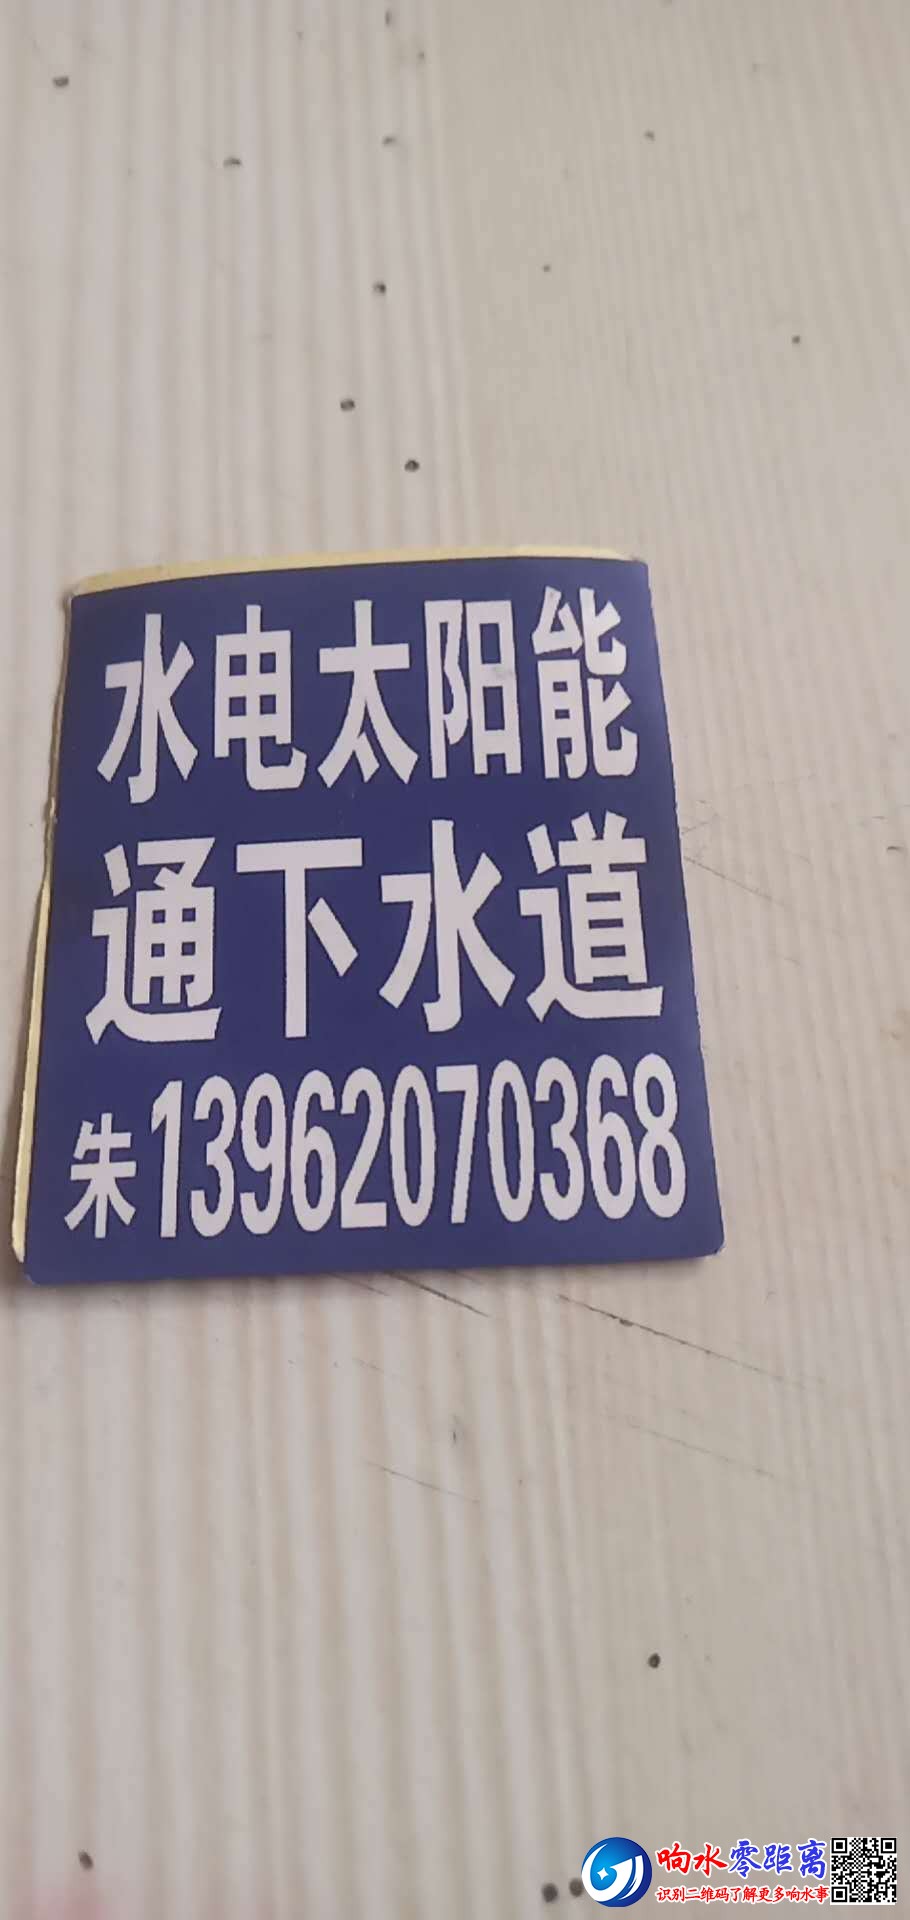 水电太阳能
通下水道
朱13962070368
响水零距离
识别二维码了解更多响水事